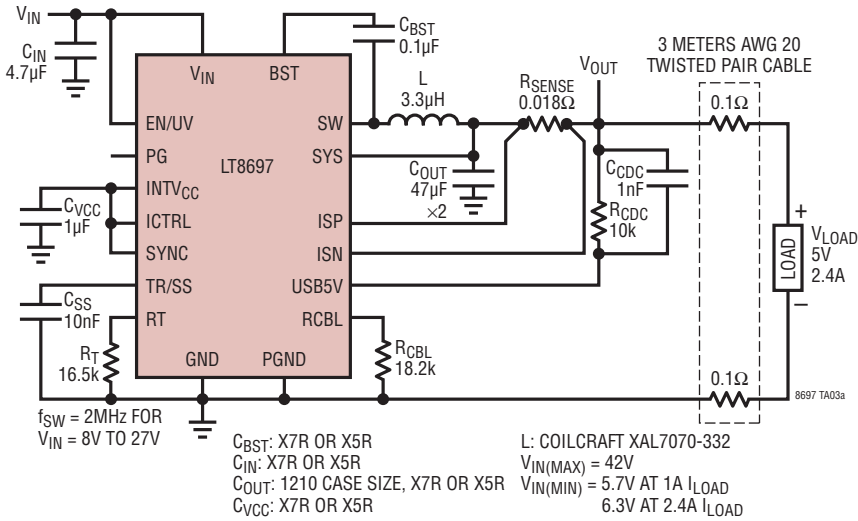 VIN
CIN
4.7µF
VIN
BST
CBST
0.1µF
L
3.3µH
RSENSE
0.018Ω
VOUT
3 METERS AWG 20
TWISTED PAIR CABLE
0.1Ω
EN/UV
PG
INTVCC
ICTRL
SYNC
TR/SS
RT
LT8697
GND
PGND
SW
SYS
ISP
ISN
USB5V
RCBL
COUT
47µF
×2
CCDC
1nF
RCDC
10k
+
LOAD
VLOAD
5V
2.4A
–
CVCC
1µF
CSS
10nF
RT
16.5k
RCBL
18.2k
0.1Ω
8697 TA03a
fSW = 2MHz FOR
VIN = 8V TO 27V
CBST: X7R OR X5R
CIN: X7R OR X5R
COUT: 1210 CASE SIZE, X7R OR X5R
CVCC: X7R OR X5R
L: COILCRAFT XAL7070-332
VIN(MAX) = 42V
VIN(MIN) = 5.7V AT 1A ILOAD
6.3V AT 2.4A ILOAD